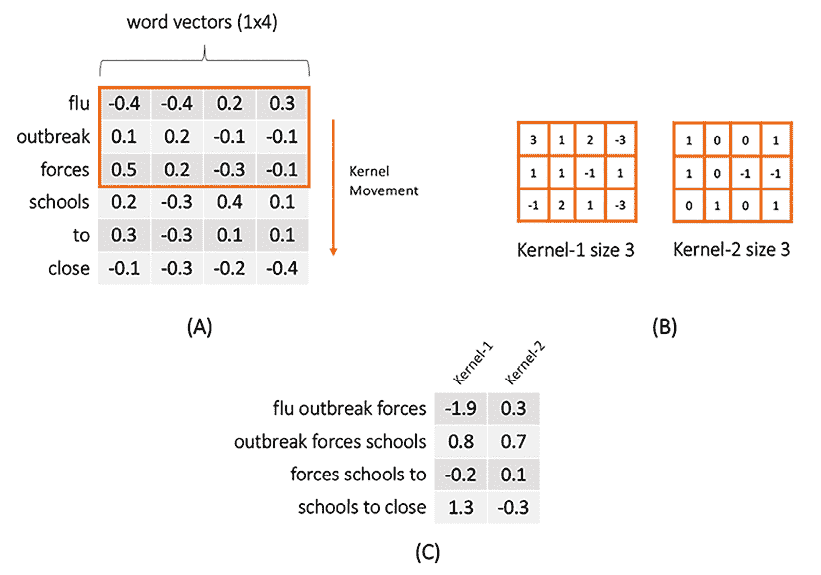 word vectors (1x4)
flu -0.4 -0.4 0.2 0.3
outbreak 0.1 0.2 -0.1 -0.1
forces 0.5 0.2 -0.3 -0.1
schools 0.2 -0.3 0.4 0.1
to 0.3 -0.3 0.1 0.1
close -0.1 -0.3 -0.2 -0.4
Kernel
Movement
(A)
3 1 2 -3
1 1 -1 1
-1 2 1 -3
Kernel-1 size 3
1 0 0 1
1 0 -1 -1
0 1 0 1
Kernel-2 size 3
(B)
Kernel-1 Kernel-2
flu outbreak forces -1.9 0.3
outbreak forces schools 0.8 0.7
forces schools to -0.2 0.1
schools to close 1.3 -0.3
(C)